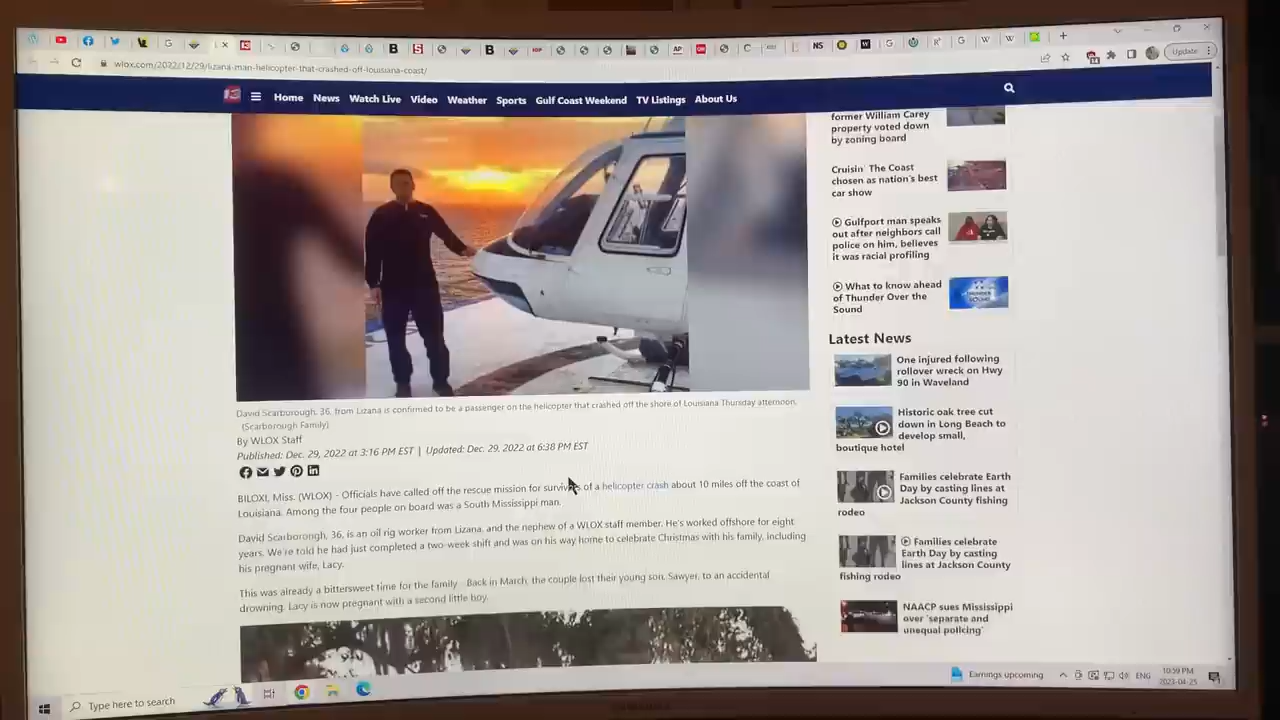 wlox.com/2022/12/29/lizana-man-helicopter-that-crashed-off-louisiana-coast/
Update
Home News Watch Live Video Weather Sports Gulf Coast Weekend TV Listings About Us
David Scarborough, 36, from Lizana is confirmed to be a passenger on the helicopter that crashed off the shore of Louisiana Thursday afternoon.
(Scarborough Family)
By WLOX Staff
Published: Dec. 29, 2022 at 3:16 PM EST | Updated: Dec. 29, 2022 at 6:38 PM EST
BILOXI, Miss. (WLOX) - Officials have called off the rescue mission for of a helicopter crash about 10 miles off the coast of
Louisiana. Among the four people on board was a South Mississippi man.
David Scarborough, 36, is an oil rig worker from Lizana, and the nephew of a WLOX staff member. He's worked offshore for eight
years. We're told he had just completed a two-week shift and was on his way home to celebrate Christmas with his family, including
his pregnant wife, Lacy.
This was already a bittersweet time for the family. Back in March, the couple lost their young son, Sawyer, to an accidental
drowning. Lacy is now pregnant with a second little boy.
former William Carey
property voted down
by zoning board
Cruisin' The Coast
chosen as nation's best
car show
Gulfport man speaks
out after neighbors call
police on him, believes
it was racial profiling
What to know ahead
of Thunder Over the
Sound
Latest News
One injured following
rollover wreck on Hwy
90 in Waveland
Historic oak tree cut
down in Long Beach to
develop small,
boutique hotel
Families celebrate Earth
Day by casting lines at
Jackson County fishing
rodeo
Families celebrate
Earth Day by casting
lines at Jackson County
fishing rodeo
NAACP sues Mississippi
over 'separate and
unequal policing'
Type here to search
Earnings upcoming
ENG
10:59 PM
2023-04-25